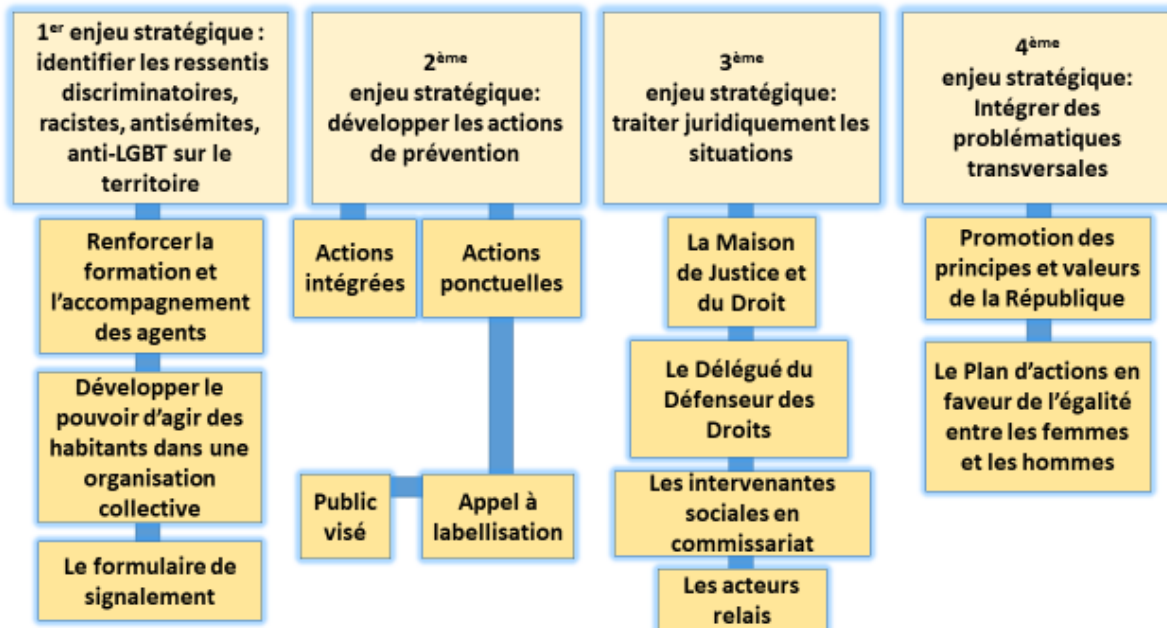 1er enjeu stratégique :
identifier les ressentis
discriminatoires,
racistes, antisémites,
anti-LGBT sur le
territoire
Renforcer la
formation et
l'accompagnement
des agents
Développer le
pouvoir d'agir des
habitants dans une
organisation
collective
Le formulaire de
signalement
2ème
enjeu stratégique:
développer les actions
de prévention
Actions
intégrées
Actions
ponctuelles
Public
visé
Appel à
labellisation
3ème
enjeu stratégique:
traiter juridiquement les
situations
La Maison
de Justice et
du Droit
Le Délégué du
Défenseur des
Droits
Les intervenantes
sociales en
commissariat
Les acteurs
relais
4ème
enjeu stratégique:
Intégrer des
problématiques
transversales
Promotion des
principes et valeurs
de la République
Le Plan d'actions en
faveur de l'égalité
entre les femmes
et les hommes